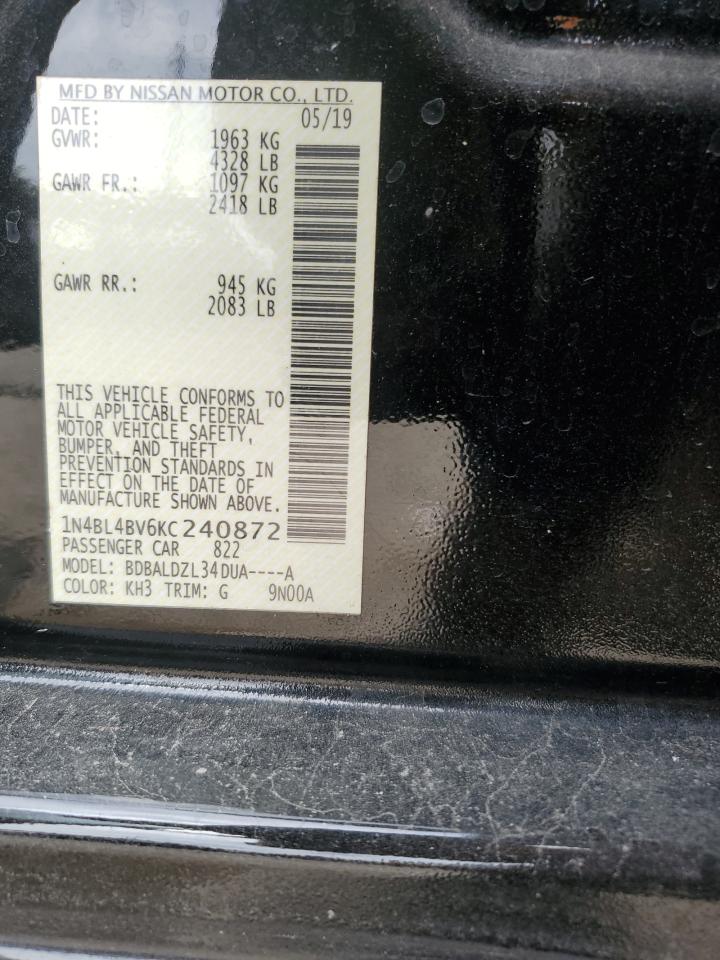 MFD BY NISSAN MOTOR CO., LTD.
DATE: 05/19
GVWR: 1963 KG
4328 LB
GAWR FR.: 1097 KG
2418 LB
GAWR RR.: 945 KG
2083 LB
THIS VEHICLE CONFORMS TO
ALL APPLICABLE FEDERAL
MOTOR VEHICLE SAFETY,
BUMPER, AND THEFT
PREVENTION STANDARDS IN
EFFECT ON THE DATE OF
MANUFACTURE SHOWN ABOVE.
1N4BL4BV6KC240872
PASSENGER CAR 822
MODEL: BDBALDZL34DUA----A
COLOR: KH3 TRIM: G 9N00A